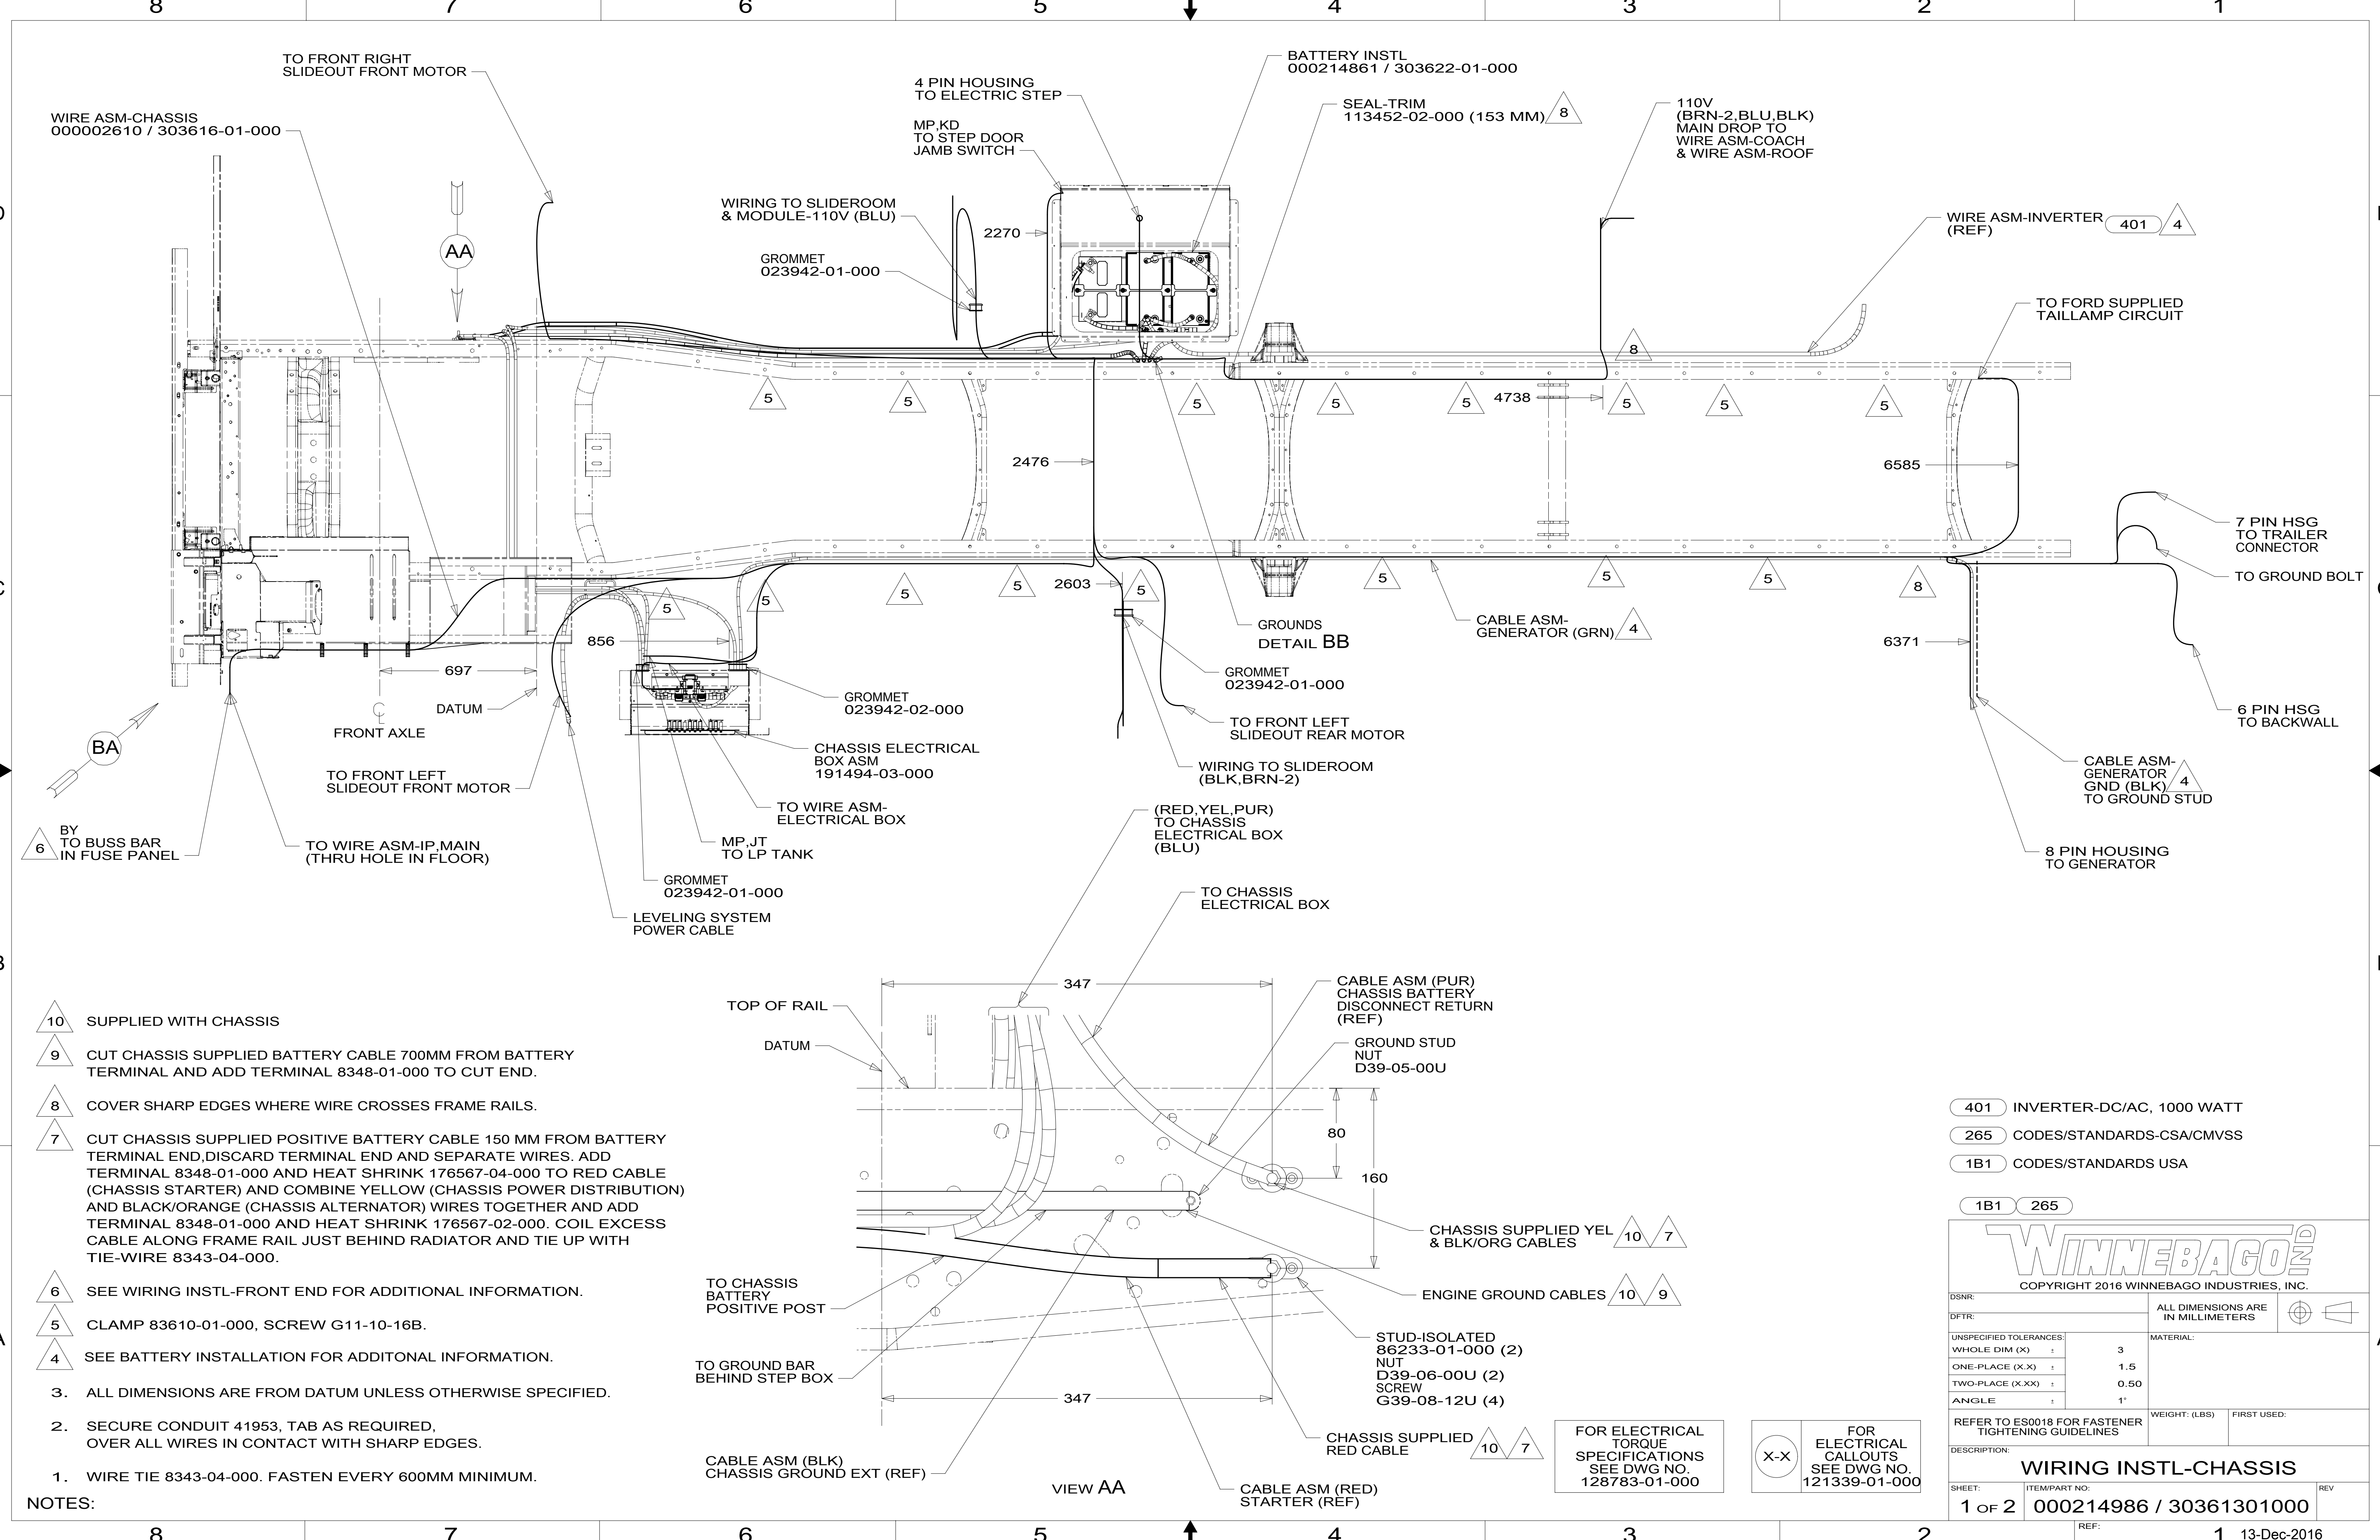 8 7 6 5 4 3 2 1
TO FRONT RIGHT
SLIDEOUT FRONT MOTOR
WIRE ASM-CHASSIS
000002610 / 303616-01-000
4 PIN HOUSING
TO ELECTRIC STEP
MP,KD
TO STEP DOOR
JAMB SWITCH
BATTERY INSTL
000214861 / 303622-01-000
SEAL-TRIM
113452-02-000 (153 MM)
8
110V
(BRN-2,BLU,BLK)
MAIN DROP TO
WIRE ASM-COACH
& WIRE ASM-ROOF
WIRING TO SLIDEROOM
& MODULE-110V (BLU)
2270
GROMMET
023942-01-000
AA
WIRE ASM-INVERTER
(REF)
401
4
TO FORD SUPPLIED
TAILLAMP CIRCUIT
8
5 5 5 5 5 5 5 5
4738
2476
6585
7 PIN HSG
TO TRAILER
CONNECTOR
TO GROUND BOLT
5 5 5 5 5 5 5 5
8
2603
856
697
DATUM
C
L
FRONT AXLE
BA
GROUNDS
DETAIL BB
CABLE ASM-
GENERATOR (GRN)
4
6371
GROMMET
023942-01-000
GROMMET
023942-02-000
TO FRONT LEFT
SLIDEOUT REAR MOTOR
6 PIN HSG
TO BACKWALL
CHASSIS ELECTRICAL
BOX ASM
191494-03-000
WIRING TO SLIDEROOM
(BLK,BRN-2)
CABLE ASM-
GENERATOR
GND (BLK)
TO GROUND STUD
4
TO FRONT LEFT
SLIDEOUT FRONT MOTOR
TO WIRE ASM-
ELECTRICAL BOX
6
BY
TO BUSS BAR
IN FUSE PANEL
TO WIRE ASM-IP,MAIN
(THRU HOLE IN FLOOR)
MP,JT
TO LP TANK
8 PIN HOUSING
TO GENERATOR
GROMMET
023942-01-000
LEVELING SYSTEM
POWER CABLE
(RED,YEL,PUR)
TO CHASSIS
ELECTRICAL BOX
(BLU)
TO CHASSIS
ELECTRICAL BOX
347
TOP OF RAIL
DATUM
CABLE ASM (PUR)
CHASSIS BATTERY
DISCONNECT RETURN
(REF)
GROUND STUD
NUT
D39-05-00U
80
160
CHASSIS SUPPLIED YEL
& BLK/ORG CABLES
10 7
ENGINE GROUND CABLES
10 9
TO CHASSIS
BATTERY
POSITIVE POST
STUD-ISOLATED
86233-01-000 (2)
NUT
D39-06-00U (2)
SCREW
G39-08-12U (4)
TO GROUND BAR
BEHIND STEP BOX
347
CHASSIS SUPPLIED
RED CABLE
10 7
CABLE ASM (BLK)
CHASSIS GROUND EXT (REF)
VIEW AA
CABLE ASM (RED)
STARTER (REF)
10 SUPPLIED WITH CHASSIS
9 CUT CHASSIS SUPPLIED BATTERY CABLE 700MM FROM BATTERY
TERMINAL AND ADD TERMINAL 8348-01-000 TO CUT END.
8 COVER SHARP EDGES WHERE WIRE CROSSES FRAME RAILS.
7 CUT CHASSIS SUPPLIED POSITIVE BATTERY CABLE 150 MM FROM BATTERY
TERMINAL END,DISCARD TERMINAL END AND SEPARATE WIRES. ADD
TERMINAL 8348-01-000 AND HEAT SHRINK 176567-04-000 TO RED CABLE
(CHASSIS STARTER) AND COMBINE YELLOW (CHASSIS POWER DISTRIBUTION)
AND BLACK/ORANGE (CHASSIS ALTERNATOR) WIRES TOGETHER AND ADD
TERMINAL 8348-01-000 AND HEAT SHRINK 176567-02-000. COIL EXCESS
CABLE ALONG FRAME RAIL JUST BEHIND RADIATOR AND TIE UP WITH
TIE-WIRE 8343-04-000.
6 SEE WIRING INSTL-FRONT END FOR ADDITIONAL INFORMATION.
5 CLAMP 83610-01-000, SCREW G11-10-16B.
4 SEE BATTERY INSTALLATION FOR ADDITONAL INFORMATION.
3. ALL DIMENSIONS ARE FROM DATUM UNLESS OTHERWISE SPECIFIED.
2. SECURE CONDUIT 41953, TAB AS REQUIRED,
OVER ALL WIRES IN CONTACT WITH SHARP EDGES.
1. WIRE TIE 8343-04-000. FASTEN EVERY 600MM MINIMUM.
NOTES:
401 INVERTER-DC/AC, 1000 WATT
265 CODES/STANDARDS-CSA/CMVSS
1B1 CODES/STANDARDS USA
1B1 265
WINNEBAGO IND
COPYRIGHT 2016 WINNEBAGO INDUSTRIES, INC.
DSNR:
DFTR:
ALL DIMENSIONS ARE
IN MILLIMETERS
UNSPECIFIED TOLERANCES:
WHOLE DIM (X) ± 3
ONE-PLACE (X.X) ± 1.5
TWO-PLACE (X.XX) ± 0.50
ANGLE ± 1°
MATERIAL:
REFER TO ES0018 FOR FASTENER
TIGHTENING GUIDELINES
WEIGHT: (LBS)
FIRST USED:
DESCRIPTION:
WIRING INSTL-CHASSIS
SHEET:
1 OF 2
ITEM/PART NO:
000214986 / 30361301000
REV
FOR ELECTRICAL
TORQUE
SPECIFICATIONS
SEE DWG NO.
128783-01-000
X-X
FOR
ELECTRICAL
CALLOUTS
SEE DWG NO.
121339-01-000
8 7 6 5 4 3 2 1
REF:
13-Dec-2016